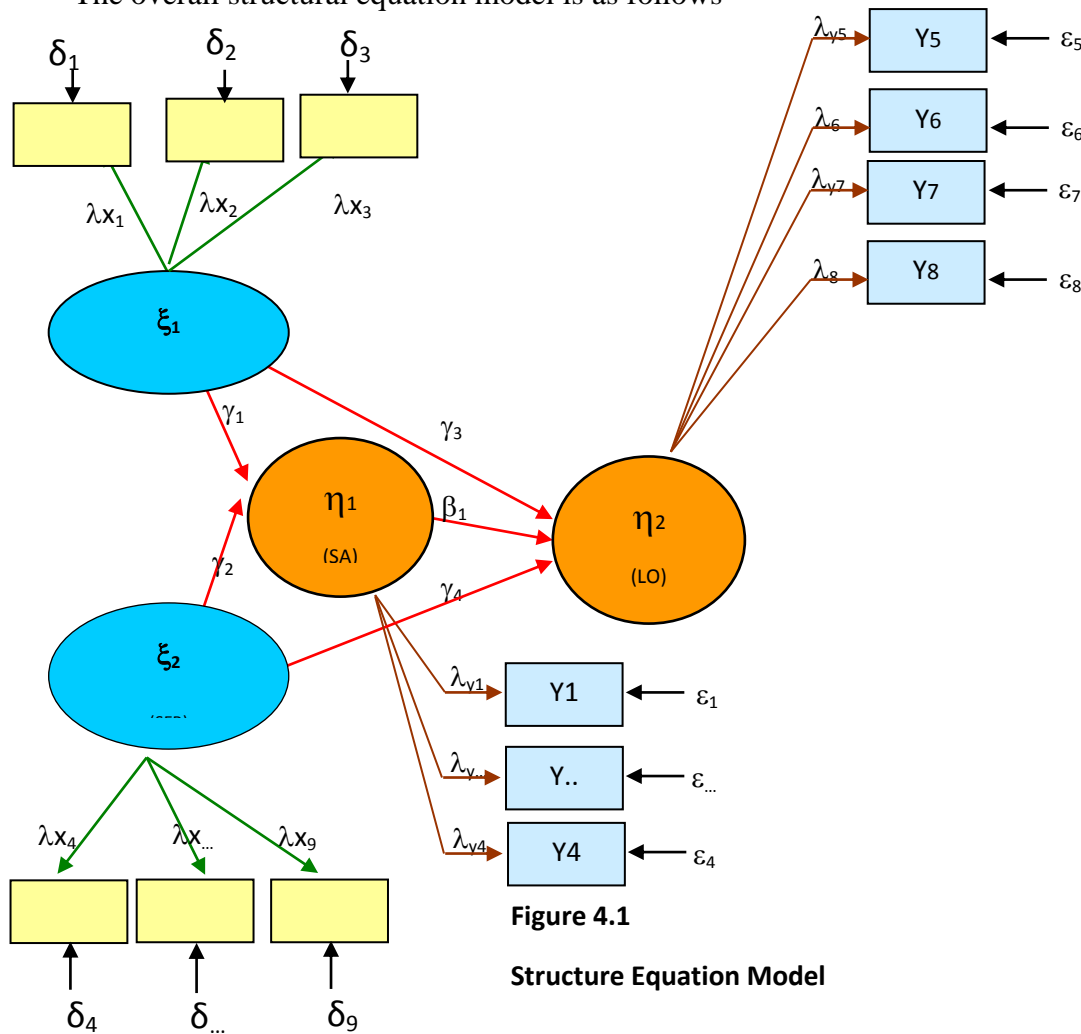 The overall structural equation model is as follows
δ1 δ2 δ3
λx1 λx2 λx3
ξ1
γ1 γ3
η1
(SA)
β1
η2
(LO)
γ2 γ4
ξ2
λx4 λx... λx9
δ4 δ... δ9
λy5 Y5 ε5
λ6 Y6 ε6
λy7 Y7 ε7
λ8 Y8 ε8
λy1 Y1 ε1
λy... Y.. ε...
λy4 Y4 ε4
Figure 4.1
Structure Equation Model